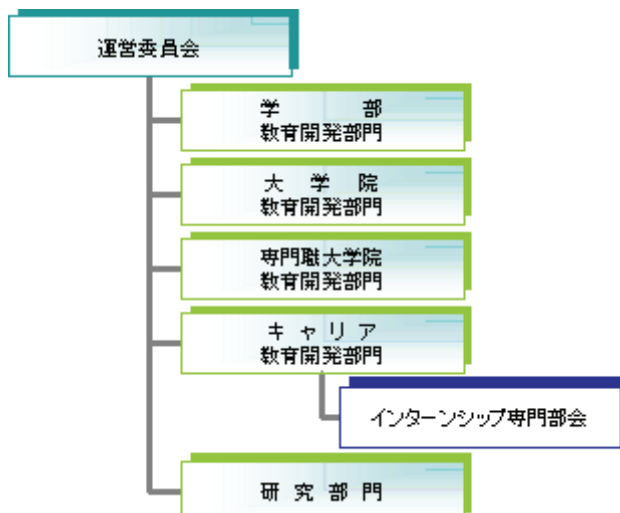 運営委員会
学部
教育開発部門
大学院
教育開発部門
専門職大学院
教育開発部門
キャリア
教育開発部門
インターンシップ専門部会
研究部門